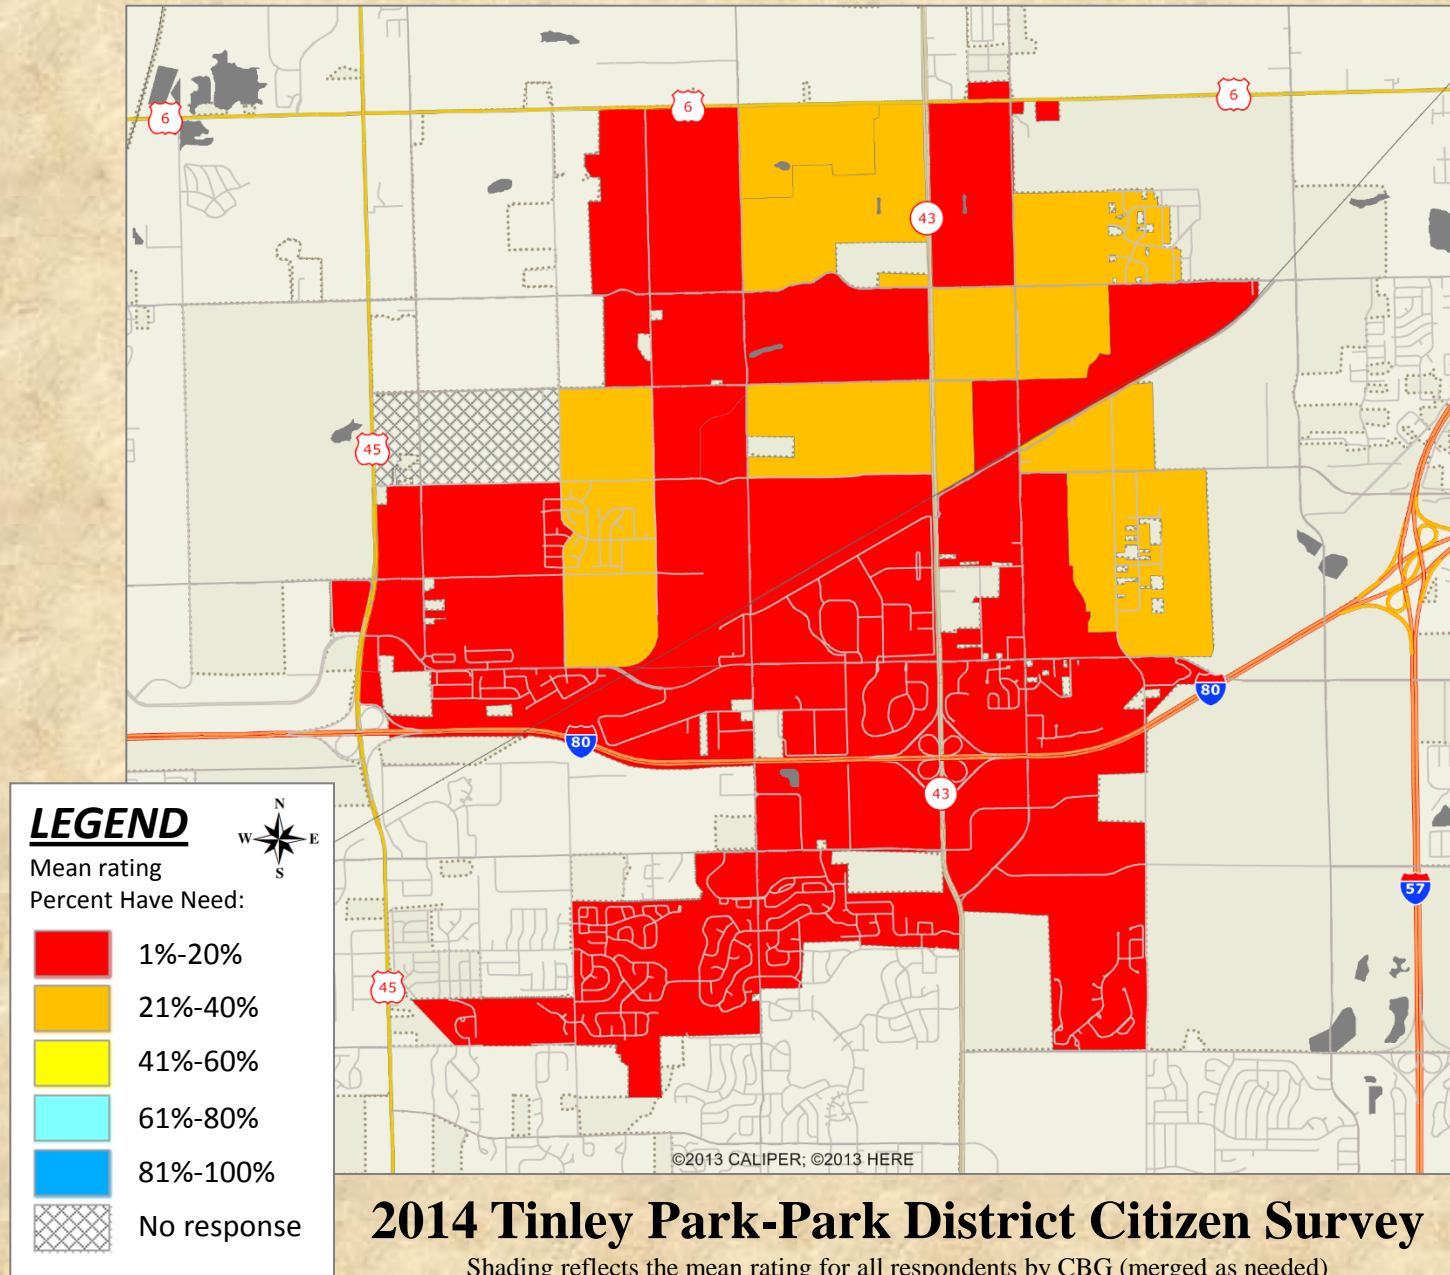 6
6
6
43
45
80
80
43
57
45
LEGEND
N
W E
S
Mean rating
Percent Have Need:
1%-20%
21%-40%
41%-60%
61%-80%
81%-100%
No response
©2013 CALIPER; ©2013 HERE
2014 Tinley Park-Park District Citizen Survey
Shading reflects the mean rating for all respondents by CBG (merged as needed)